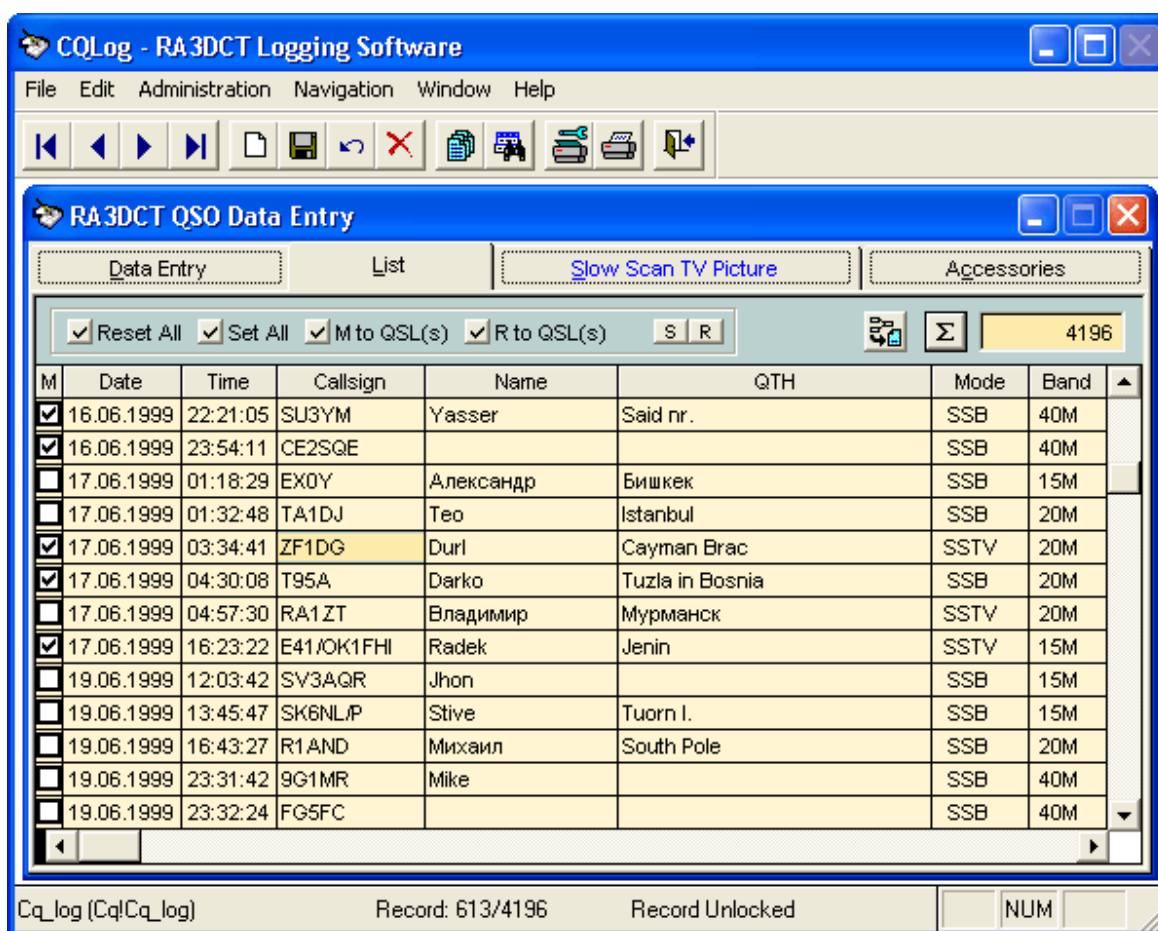 CQLog - RA3DCT Logging Software
File Edit Administration Navigation Window Help
RA3DCT QSO Data Entry
Data Entry List Slow Scan TV Picture Accessories
Reset All Set All M to QSL(s) R to QSL(s) S R Σ 4196
M Date Time Callsign Name QTH Mode Band
16.06.1999 22:21:05 SU3YM Yasser Said nr. SSB 40M
16.06.1999 23:54:11 CE2SQE SSB 40M
17.06.1999 01:18:29 EX0Y Александр Бишкек SSB 15M
17.06.1999 01:32:48 TA1DJ Teo Istanbul SSB 20M
17.06.1999 03:34:41 ZF1DG Durl Cayman Brac SSTV 20M
17.06.1999 04:30:08 T95A Darko Tuzla in Bosnia SSB 20M
17.06.1999 04:57:30 RA1ZT Владимир Мурманск SSTV 20M
17.06.1999 16:23:22 E41/OK1FHI Radek Jenin SSTV 15M
19.06.1999 12:03:42 SV3AQR Jhon SSB 15M
19.06.1999 13:45:47 SK6NL/P Stive Tuorn I. SSB 15M
19.06.1999 16:43:27 R1AND Михаил South Pole SSB 20M
19.06.1999 23:31:42 9G1MR Mike SSB 40M
19.06.1999 23:32:24 FG5FC SSB 40M
Cq_log (Cq!Cq_log) Record: 613/4196 Record Unlocked NUM